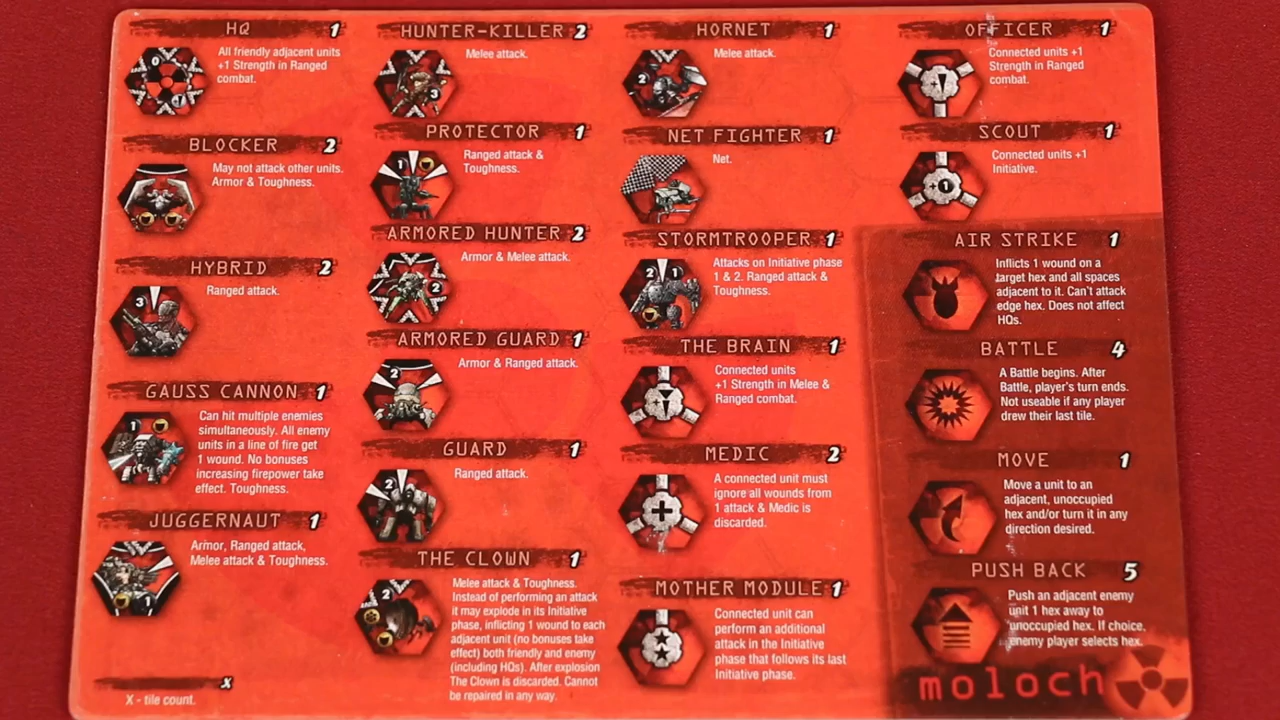 HQ 1
All friendly adjacent units
+1 Strength in Ranged
combat.
0
1
BLOCKER 2
May not attack other units.
Armor & Toughness.
HYBRID 2
Ranged attack.
3
GAUSS CANNON 1
Can hit multiple enemies
simultaneously. All enemy
units in a line of fire get
1 wound. No bonuses
increasing firepower take
effect. Toughness.
1
JUGGERNAUT 1
Armor, Ranged attack,
Melee attack & Toughness.
1
X
X - tile count.
HUNTER-KILLER 2
Melee attack.
3
PROTECTOR 1
Ranged attack &
Toughness.
1
ARMORED HUNTER 2
Armor & Melee attack.
2
ARMORED GUARD 1
Armor & Ranged attack.
2
GUARD 1
Ranged attack.
2
THE CLOWN 1
Melee attack & Toughness.
Instead of performing an attack
it may explode in its Initiative
phase, inflicting 1 wound to each
adjacent unit (no bonuses take
effect) both friendly and enemy
(including HQs). After explosion
The Clown is discarded. Cannot
be repaired in any way.
2
HORNET 1
Melee attack.
2
NET FIGHTER 1
Net.
STORMTROOPER 1
Attacks on Initiative phase
1 & 2. Ranged attack &
Toughness.
2 1
THE BRAIN 1
Connected units
+1 Strength in Melee &
Ranged combat.
MEDIC 2
A connected unit must
ignore all wounds from
1 attack & Medic is
discarded.
MOTHER MODULE 1
Connected unit can
perform an additional
attack in the Initiative
phase that follows its last
Initiative phase.
OFFICER 1
Connected units +1
Strength in Ranged
combat.
SCOUT 1
Connected units +1
Initiative.
+1
AIR STRIKE 1
Inflicts 1 wound on a
target hex and all spaces
adjacent to it. Can't attack
edge hex. Does not affect
HQs.
BATTLE 4
A Battle begins. After
Battle, player's turn ends.
Not useable if any player
drew their last tile.
MOVE 1
Move a unit to an
adjacent, unoccupied
hex and/or turn it in any
direction desired.
PUSH BACK 5
Push an adjacent enemy
unit 1 hex away to
unoccupied hex. If choice,
enemy player selects hex.
moloch